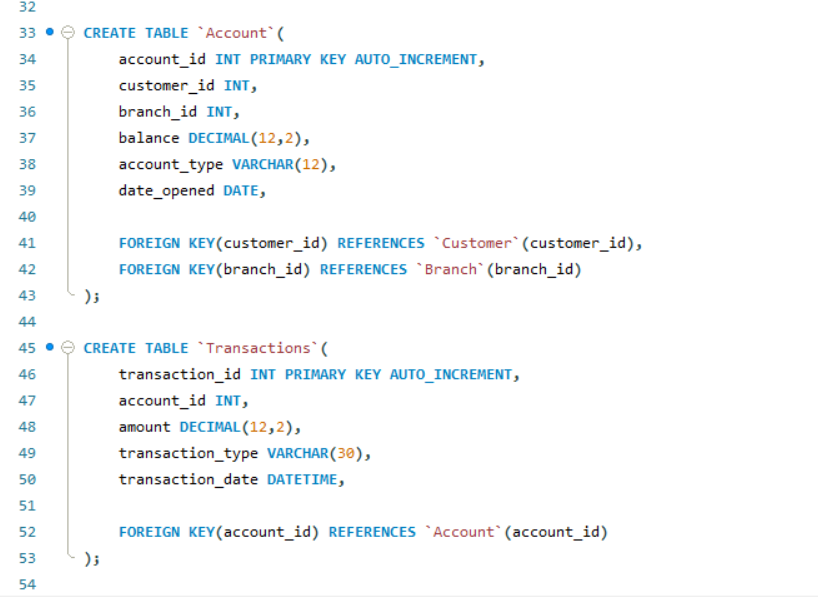 32
33 CREATE TABLE `Account`(
34 account_id INT PRIMARY KEY AUTO_INCREMENT,
35 customer_id INT,
36 branch_id INT,
37 balance DECIMAL(12,2),
38 account_type VARCHAR(12),
39 date_opened DATE,
40
41 FOREIGN KEY(customer_id) REFERENCES `Customer`(customer_id),
42 FOREIGN KEY(branch_id) REFERENCES `Branch`(branch_id)
43 );
44
45 CREATE TABLE `Transactions`(
46 transaction_id INT PRIMARY KEY AUTO_INCREMENT,
47 account_id INT,
48 amount DECIMAL(12,2),
49 transaction_type VARCHAR(30),
50 transaction_date DATETIME,
51
52 FOREIGN KEY(account_id) REFERENCES `Account`(account_id)
53 );
54